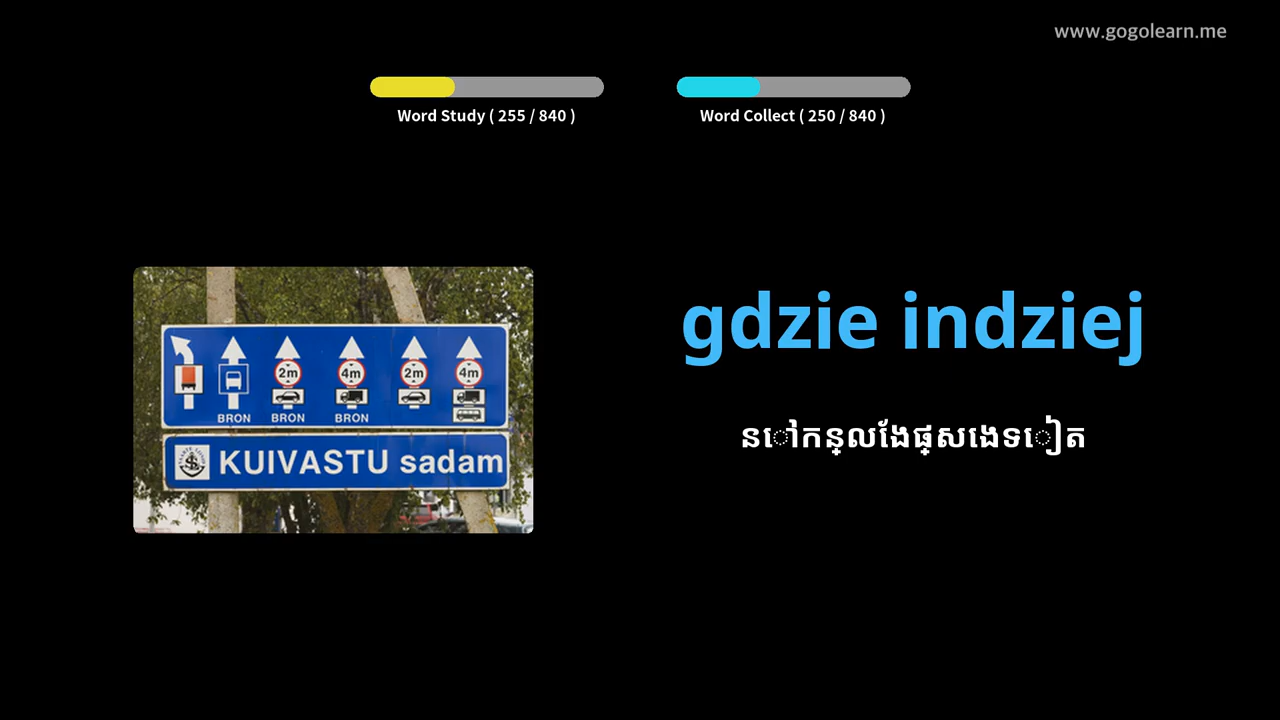 www.gogolearn.me
Word Study ( 255 / 840 )
Word Collect ( 250 / 840 )
gdzie indziej
នៅកន្លែងផ្សេងទៀត
2m 4m 2m 4m
BRON BRON BRON
KUIVASTU sadam